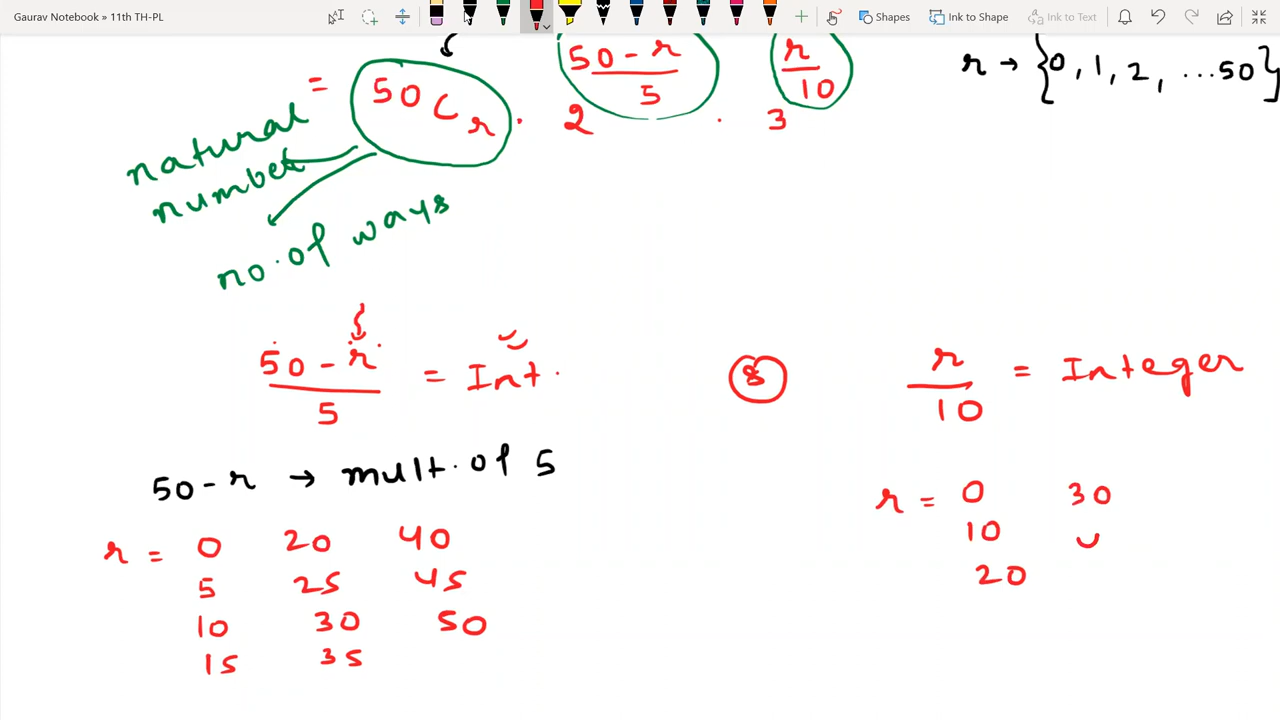 Gaurav Notebook » 11th TH-PL
Shapes
Ink to Shape
Ink to Text
= 50 C r . 2 50-r/5 . 3 r/10
r → {0, 1, 2, ...50}
natural
number
no. of ways
50-r/5 = Int.
&
r/10 = Integer
50-r → mult. of 5
r = 0 20 40
5 25 45
10 30 50
15 35
r = 0 30
10
20